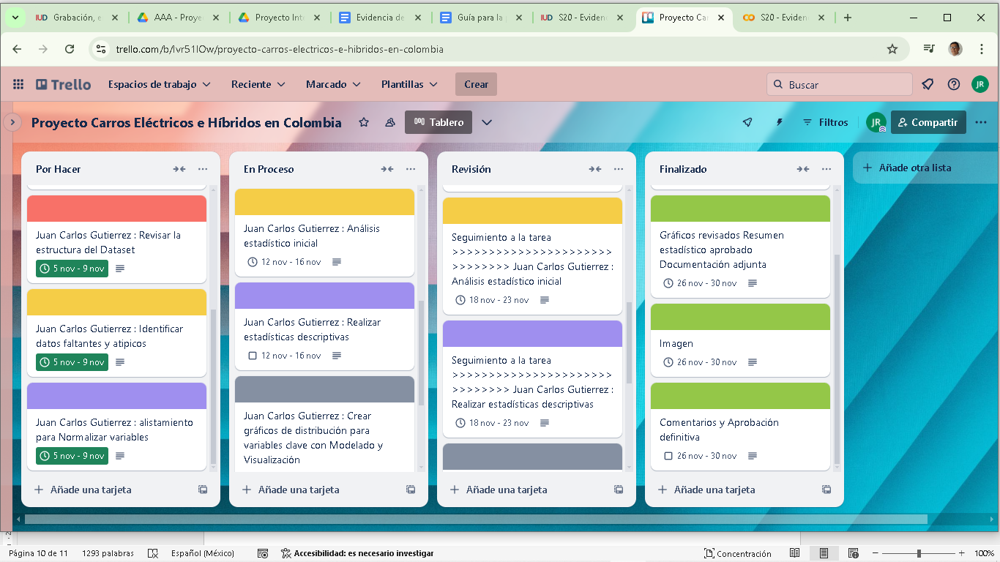 Grabación, e
AAA - Proye
Proyecto Int
Evidencia de
Guía para la p
S20 - Eviden
Proyecto Ca
S20 - Eviden
trello.com/b/lvr51lOw/proyecto-carros-electricos-e-hibridos-en-colombia
Trello
Espacios de trabajo
Reciente
Marcado
Plantillas
Crear
Buscar
JR
Proyecto Carros Eléctricos e Híbridos en Colombia
Tablero
Filtros
JR
Compartir
Por Hacer
Juan Carlos Gutierrez : Revisar la
estructura del Dataset
5 nov - 9 nov
Juan Carlos Gutierrez : Identificar
datos faltantes y atipicos
5 nov - 9 nov
Juan Carlos Gutierrez : alistamiento
para Normalizar variables
5 nov - 9 nov
Añade una tarjeta
En Proceso
Juan Carlos Gutierrez : Análisis
estadístico inicial
12 nov - 16 nov
Juan Carlos Gutierrez : Realizar
estadísticas descriptivas
12 nov - 16 nov
Juan Carlos Gutierrez : Crear
gráficos de distribución para
variables clave con Modelado y
Visualización
Añade una tarjeta
Revisión
Seguimiento a la tarea
>>>>>>>>>>>>>>>>>>>>>>
>>>>>>>> Juan Carlos Gutierrez :
Análisis estadístico inicial
18 nov - 23 nov
Seguimiento a la tarea
>>>>>>>>>>>>>>>>>>>>>>
>>>>>>>> Juan Carlos Gutierrez :
Realizar estadísticas descriptivas
18 nov - 23 nov
Añade una tarjeta
Finalizado
Gráficos revisados Resumen
estadístico aprobado
Documentación adjunta
26 nov - 30 nov
Imagen
26 nov - 30 nov
Comentarios y Aprobación
definitiva
26 nov - 30 nov
Añade una tarjeta
Añade otra lista
Página 10 de 11
1293 palabras
Español (México)
Accesibilidad: es necesario investigar
Concentración
100%